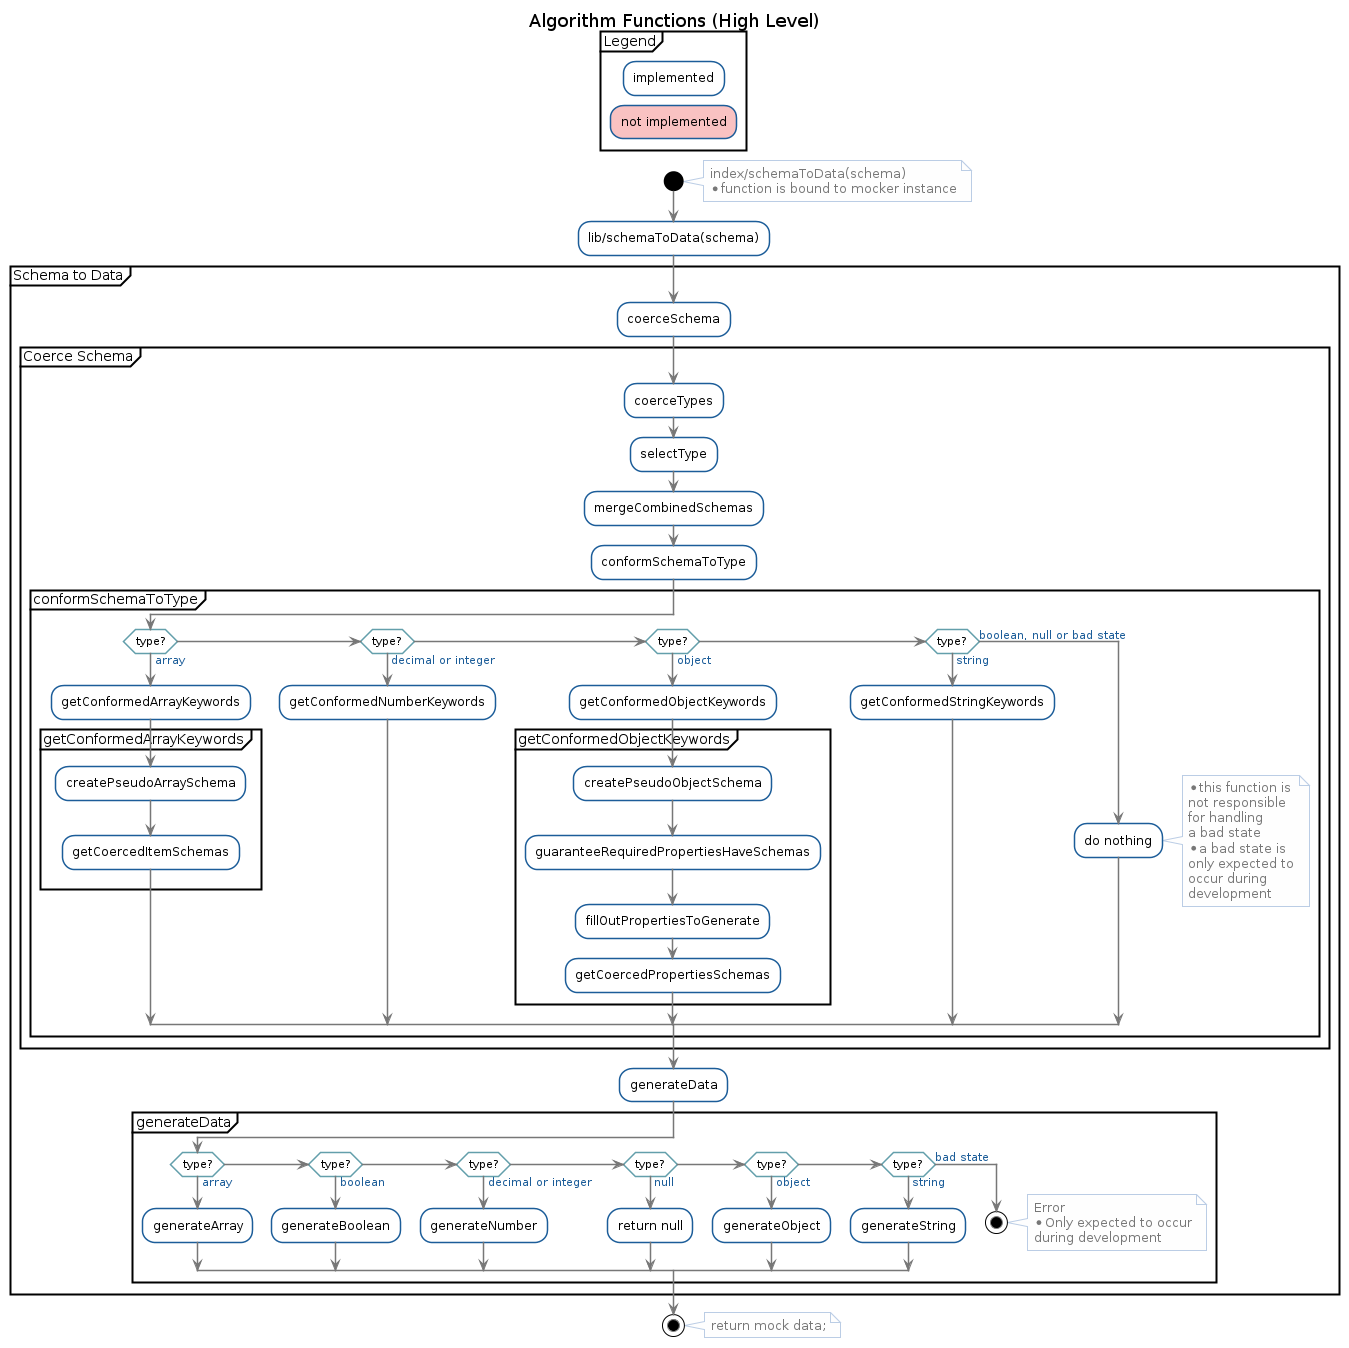 Algorithm Functions (High Level)
Legend
implemented
not implemented
index/schemaToData(schema)
• function is bound to mocker instance
lib/schemaToData(schema)
Schema to Data
coerceSchema
Coerce Schema
coerceTypes
selectType
mergeCombinedSchemas
conformSchemaToType
conformSchemaToType
type?
type?
type?
type?
boolean, null or bad state
array
decimal or integer
object
string
getConformedArrayKeywords
getConformedNumberKeywords
getConformedObjectKeywords
getConformedStringKeywords
getConformedArrayKeywords
createPseudoArraySchema
getCoercedItemSchemas
getConformedObjectKeywords
createPseudoObjectSchema
guaranteeRequiredPropertiesHaveSchemas
fillOutPropertiesToGenerate
getCoercedPropertiesSchemas
do nothing
• this function is
not responsible
for handling
a bad state
• a bad state is
only expected to
occur during
development
generateData
generateData
type?
type?
type?
type?
type?
type?
bad state
array
boolean
decimal or integer
null
object
string
generateArray
generateBoolean
generateNumber
return null
generateObject
generateString
Error
• Only expected to occur
during development
return mock data;